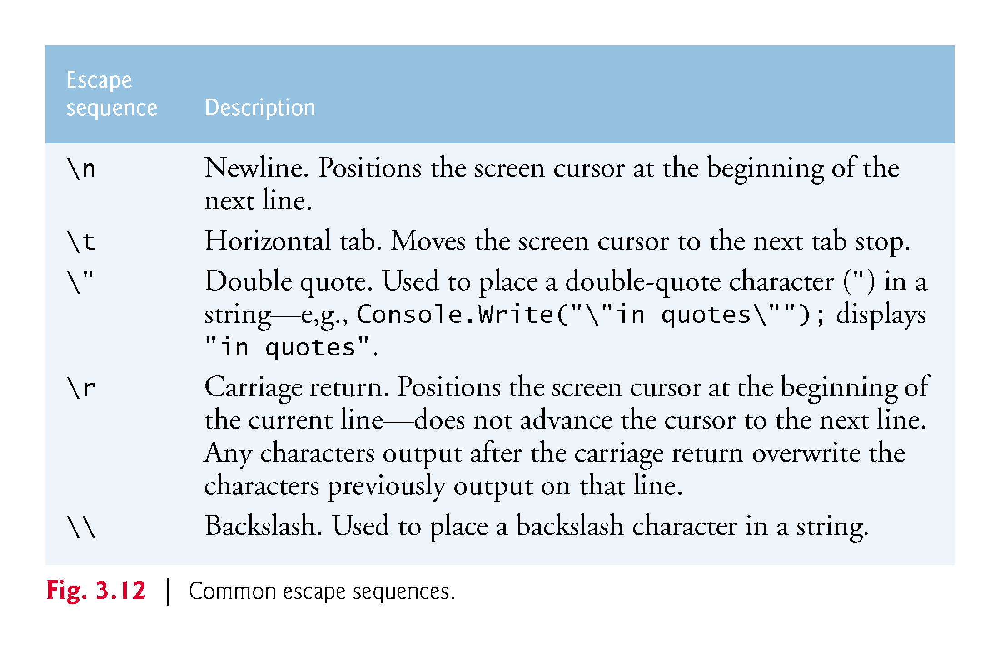 Escape
sequence Description
\n Newline. Positions the screen cursor at the beginning of the
next line.
\t Horizontal tab. Moves the screen cursor to the next tab stop.
\" Double quote. Used to place a double-quote character (") in a
string—e,g., Console.Write("\"in quotes\""); displays
"in quotes".
\r Carriage return. Positions the screen cursor at the beginning of
the current line—does not advance the cursor to the next line.
Any characters output after the carriage return overwrite the
characters previously output on that line.
\\ Backslash. Used to place a backslash character in a string.
Fig. 3.12 | Common escape sequences.